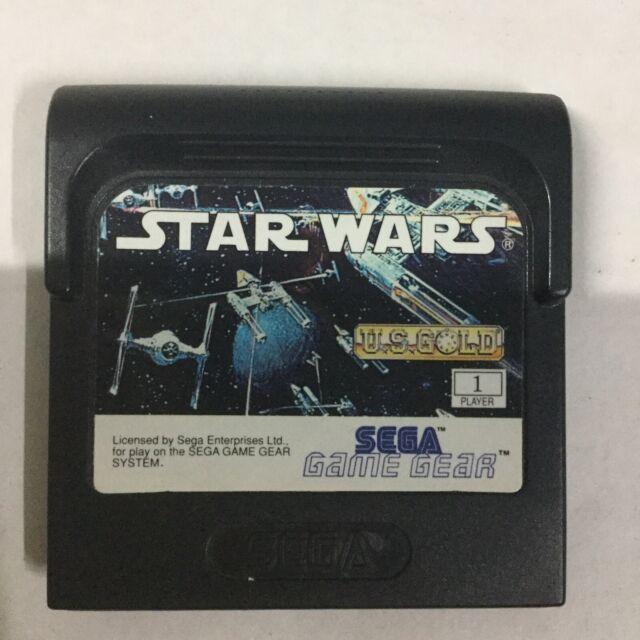 STAR WARS®
U.S. GOLD
1
PLAYER
Licensed by Sega Enterprises Ltd.,
for play on the SEGA GAME GEAR
SYSTEM.
SEGA™
GAME GEAR™
SEGA